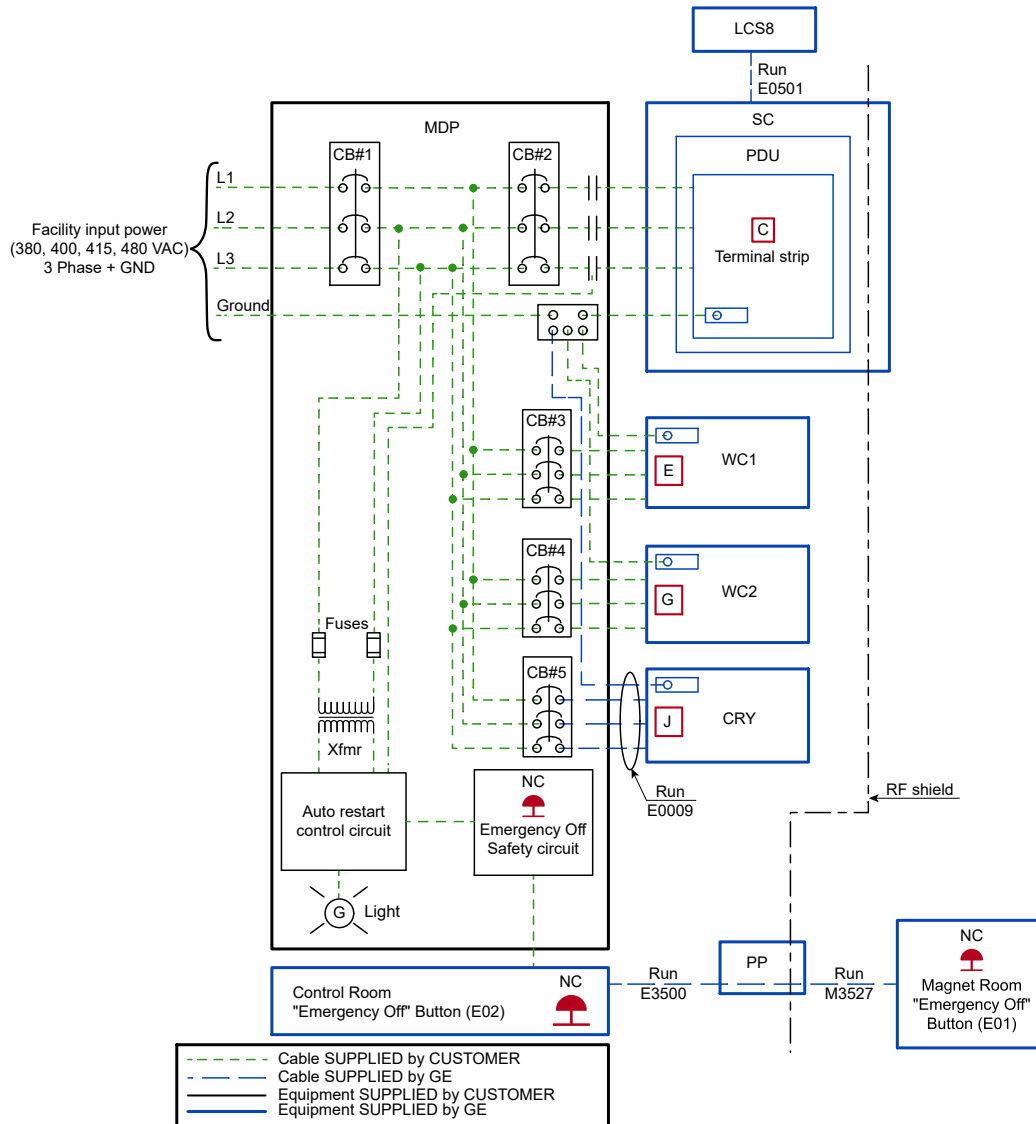 LCS8
Run
E0501
MDP
SC
CB#1
CB#2
PDU
L1
L2
L3
Facility input power
(380, 400, 415, 480 VAC)
3 Phase + GND
C
Terminal strip
Ground
CB#3
E
WC1
CB#4
G
WC2
Fuses
CB#5
J
CRY
Xfmr
Run
E0009
RF shield
Auto restart
control circuit
NC
Emergency Off
Safety circuit
G
Light
Control Room
"Emergency Off" Button (E02)
NC
Run
E3500
PP
Run
M3527
NC
Magnet Room
"Emergency Off"
Button (E01)
Cable SUPPLIED by CUSTOMER
Cable SUPPLIED by GE
Equipment SUPPLIED by CUSTOMER
Equipment SUPPLIED by GE